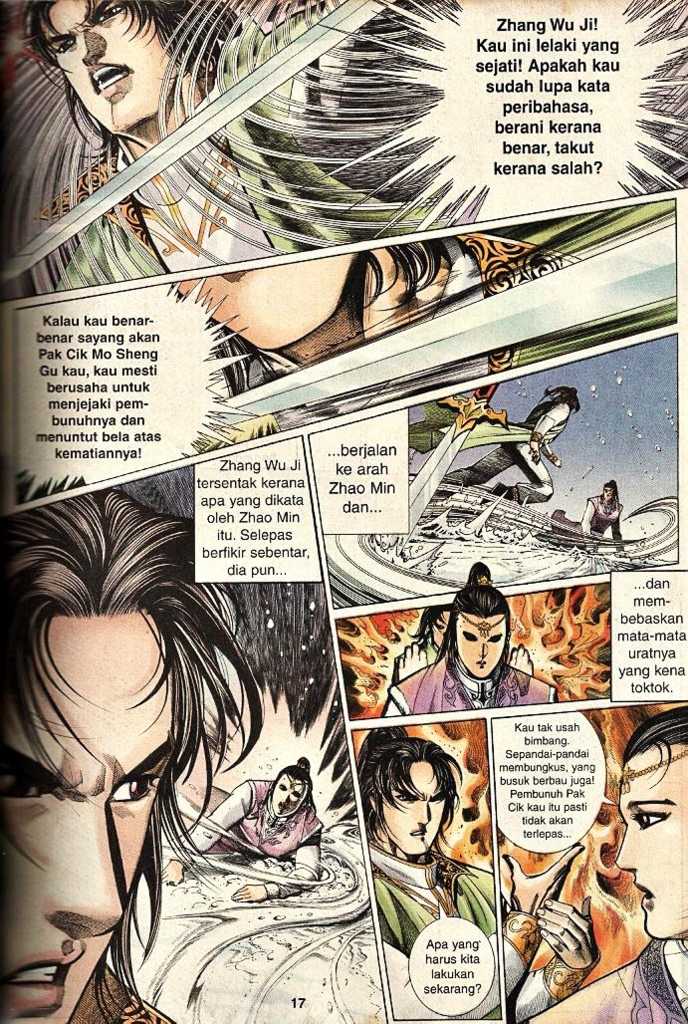 Zhang Wu Ji!
Kau ini lelaki yang
sejati! Apakah kau
sudah lupa kata
peribahasa,
berani kerana
benar, takut
kerana salah?
Kalau kau benar-
benar sayang akan
Pak Cik Mo Sheng
Gu kau, kau mesti
berusaha untuk
menjejaki pem-
bunuhnya dan
menuntut bela atas
kematiannya!
Zhang Wu Ji
tersentak kerana
apa yang dikata
oleh Zhao Min
itu. Selepas
berfikir sebentar,
dia pun...
...berjalan
ke arah
Zhao Min
dan...
...dan
mem-
bebaskan
mata-mata
uratnya
yang kena
toktok.
Apa yang
harus kita
lakukan
sekarang?
Kau tak usah
bimbang.
Sepandai-pandai
membungkus, yang
busuk berbau juga!
Pembunuh Pak
Cik kau itu pasti
tidak akan
terlepas...
17